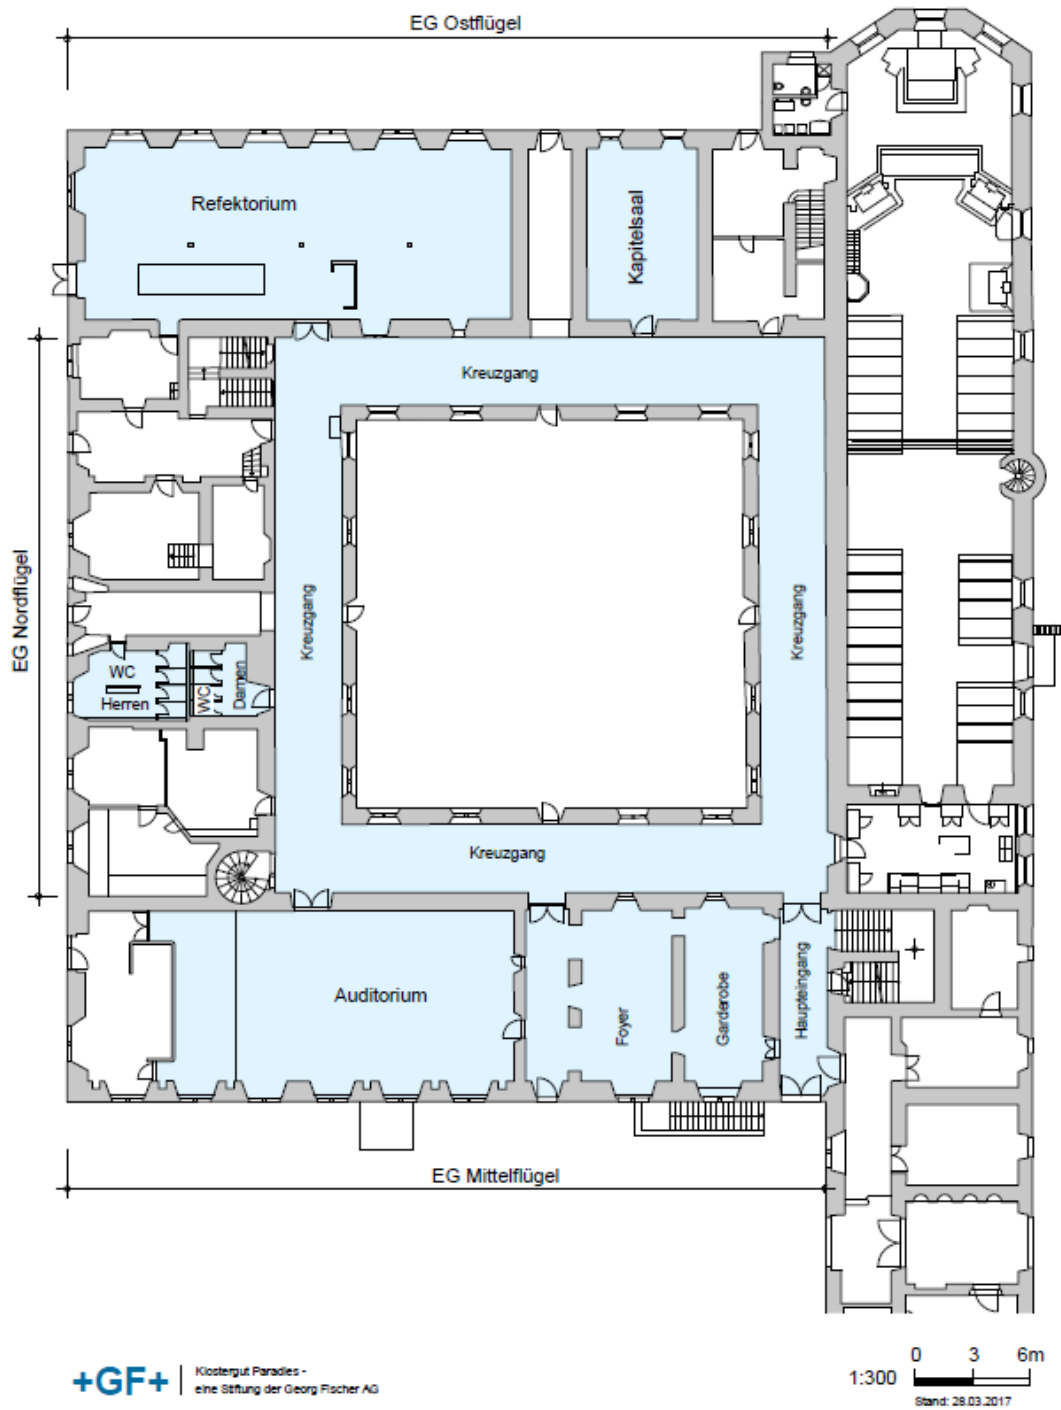 EG Ostflügel
Refektorium
Kapitelsaal
Kreuzgang
EG Nordflügel
Kreuzgang
Kreuzgang
WC
Herren
WC
Damen
Kreuzgang
Auditorium
Foyer
Garderobe
Haupteingang
EG Mittelflügel
+GF+
Klostergut Paradies -
eine Stiftung der Georg Fischer AG
1:300
0 3 6m
Stand: 28.03.2017